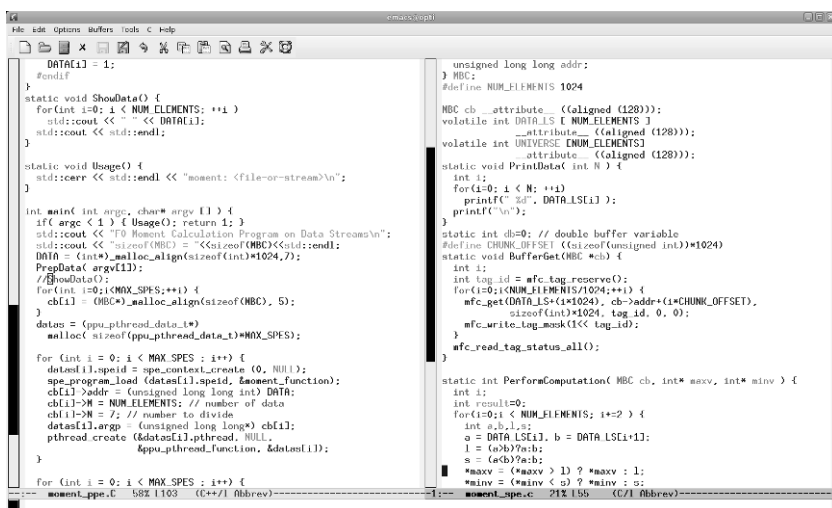 emacs@ophi
File Edit Options Buffers Tools C Help
DATA[i] = 1;
#endif
}
static void ShowData() {
for(int i=0; i < NUM_ELEMENTS; ++i )
std::cout << " " << DATA[i];
std::cout << std::endl;
}
static void Usage() {
std::cerr << std::endl << "moment: <file-or-stream>\n";
}
int main( int argc, char* argv [] ) {
if( argc < 1 ) { Usage(); return 1; }
std::cout << "F0 Moment Calculation Program on Data Streams\n";
std::cout << "sizeof(MBC) = "<<sizeof(MBC)<<std::endl;
DATA = (int*)_malloc_align(sizeof(int)*1024,7);
PrepData( argv[1]);
//ShowData();
for(int i=0;i<MAX_SPES;++i) {
cb[i] = (MBC*)_malloc_align(sizeof(MBC), 5);
}
datas = (ppu_pthread_data_t*)
malloc( sizeof(ppu_pthread_data_t)*MAX_SPES);
for (int i = 0; i < MAX_SPES ; i++) {
datas[i].speid = spe_context_create (0, NULL);
spe_program_load (datas[i].speid, &moment_function);
cb[i]->addr = (unsigned long long int) DATA;
cb[i]->M = NUM_ELEMENTS; // number of data
cb[i]->N = 7; // number to divide
datas[i].argp = (unsigned long long*) cb[i];
pthread_create (&datas[i].pthread, NULL,
&ppu_pthread_function, &datas[i]);
}
for (int i = 0; i < MAX_SPES ; i++) {
--:-- moment_ppe.C 58% L103 (C++/l Abbrev)
unsigned long long addr;
} MBC;
#define NUM_ELEMENTS 1024
MBC cb __attribute__ ((aligned (128)));
volatile int DATA_LS [ NUM_ELEMENTS ]
__attribute__ ((aligned (128)));
volatile int UNIVERSE [NUM_ELEMENTS]
__attribute__ ((aligned (128)));
static void PrintData( int N ) {
int i;
for(i=0; i < N; ++i)
printf(" %d", DATA_LS[i] );
printf("\n");
}
static int db=0; // double buffer variable
#define CHUNK_OFFSET ((sizeof(unsigned int))*1024)
static void BufferGet(MBC *cb) {
int i;
int tag_id = mfc_tag_reserve();
for(i=0;i<NUM_ELEMENTS/1024;++i) {
mfc_get(DATA_LS+(i*1024), cb->addr+(i*CHUNK_OFFSET),
sizeof(int)*1024, tag_id, 0, 0);
mfc_write_tag_mask(1<< tag_id);
}
mfc_read_tag_status_all();
}
static int PerformComputation( MBC cb, int* maxv, int* minv ) {
int i;
int result=0;
for(i=0;i < NUM_ELEMENTS; i+=2 ) {
int a,b,l,s;
a = DATA_LS[i], b = DATA_LS[i+1];
l = (a>b)?a:b;
s = (a<b)?a:b;
*maxv = (*maxv > l) ? *maxv : l;
*minv = (*minv < s) ? *minv : s;
-1:-- moment_spe.c 21% L55 (C/l Abbrev)